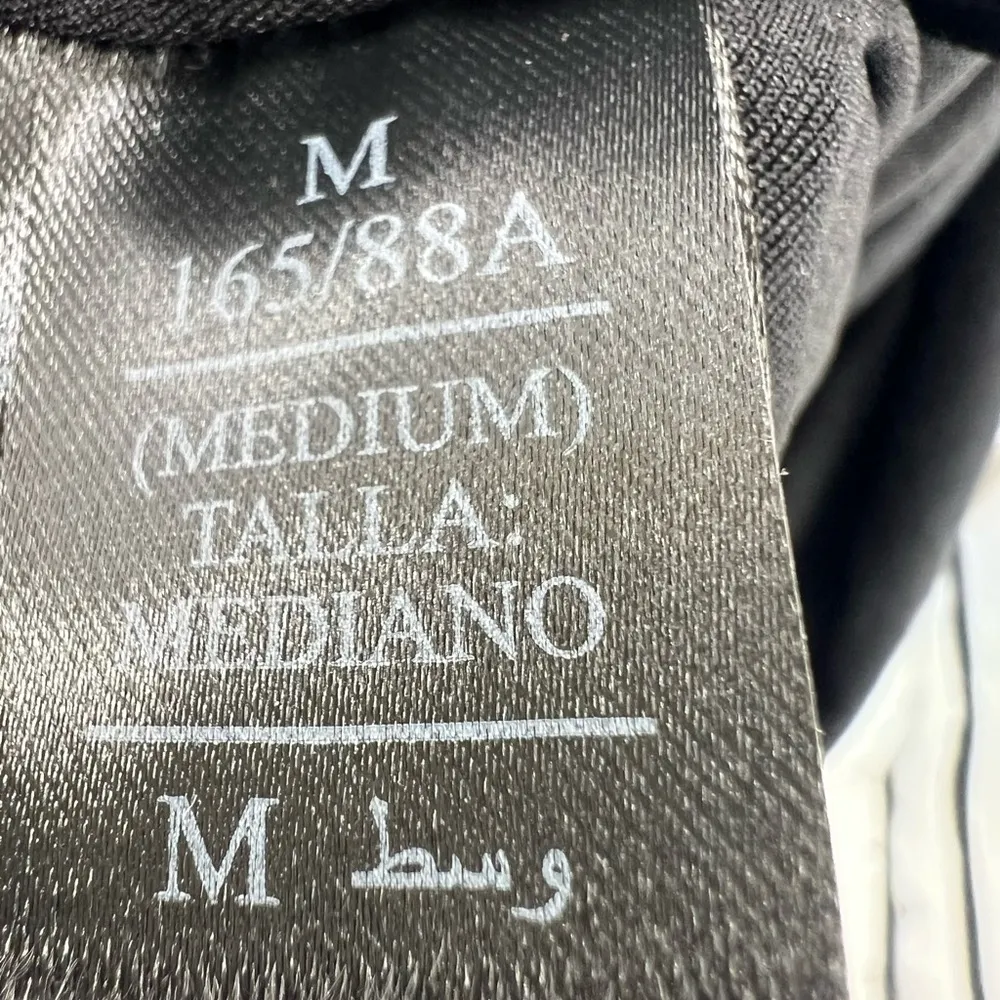 M
165/88A
(MEDIUM)
TALLA:
MEDIANO
M وسط